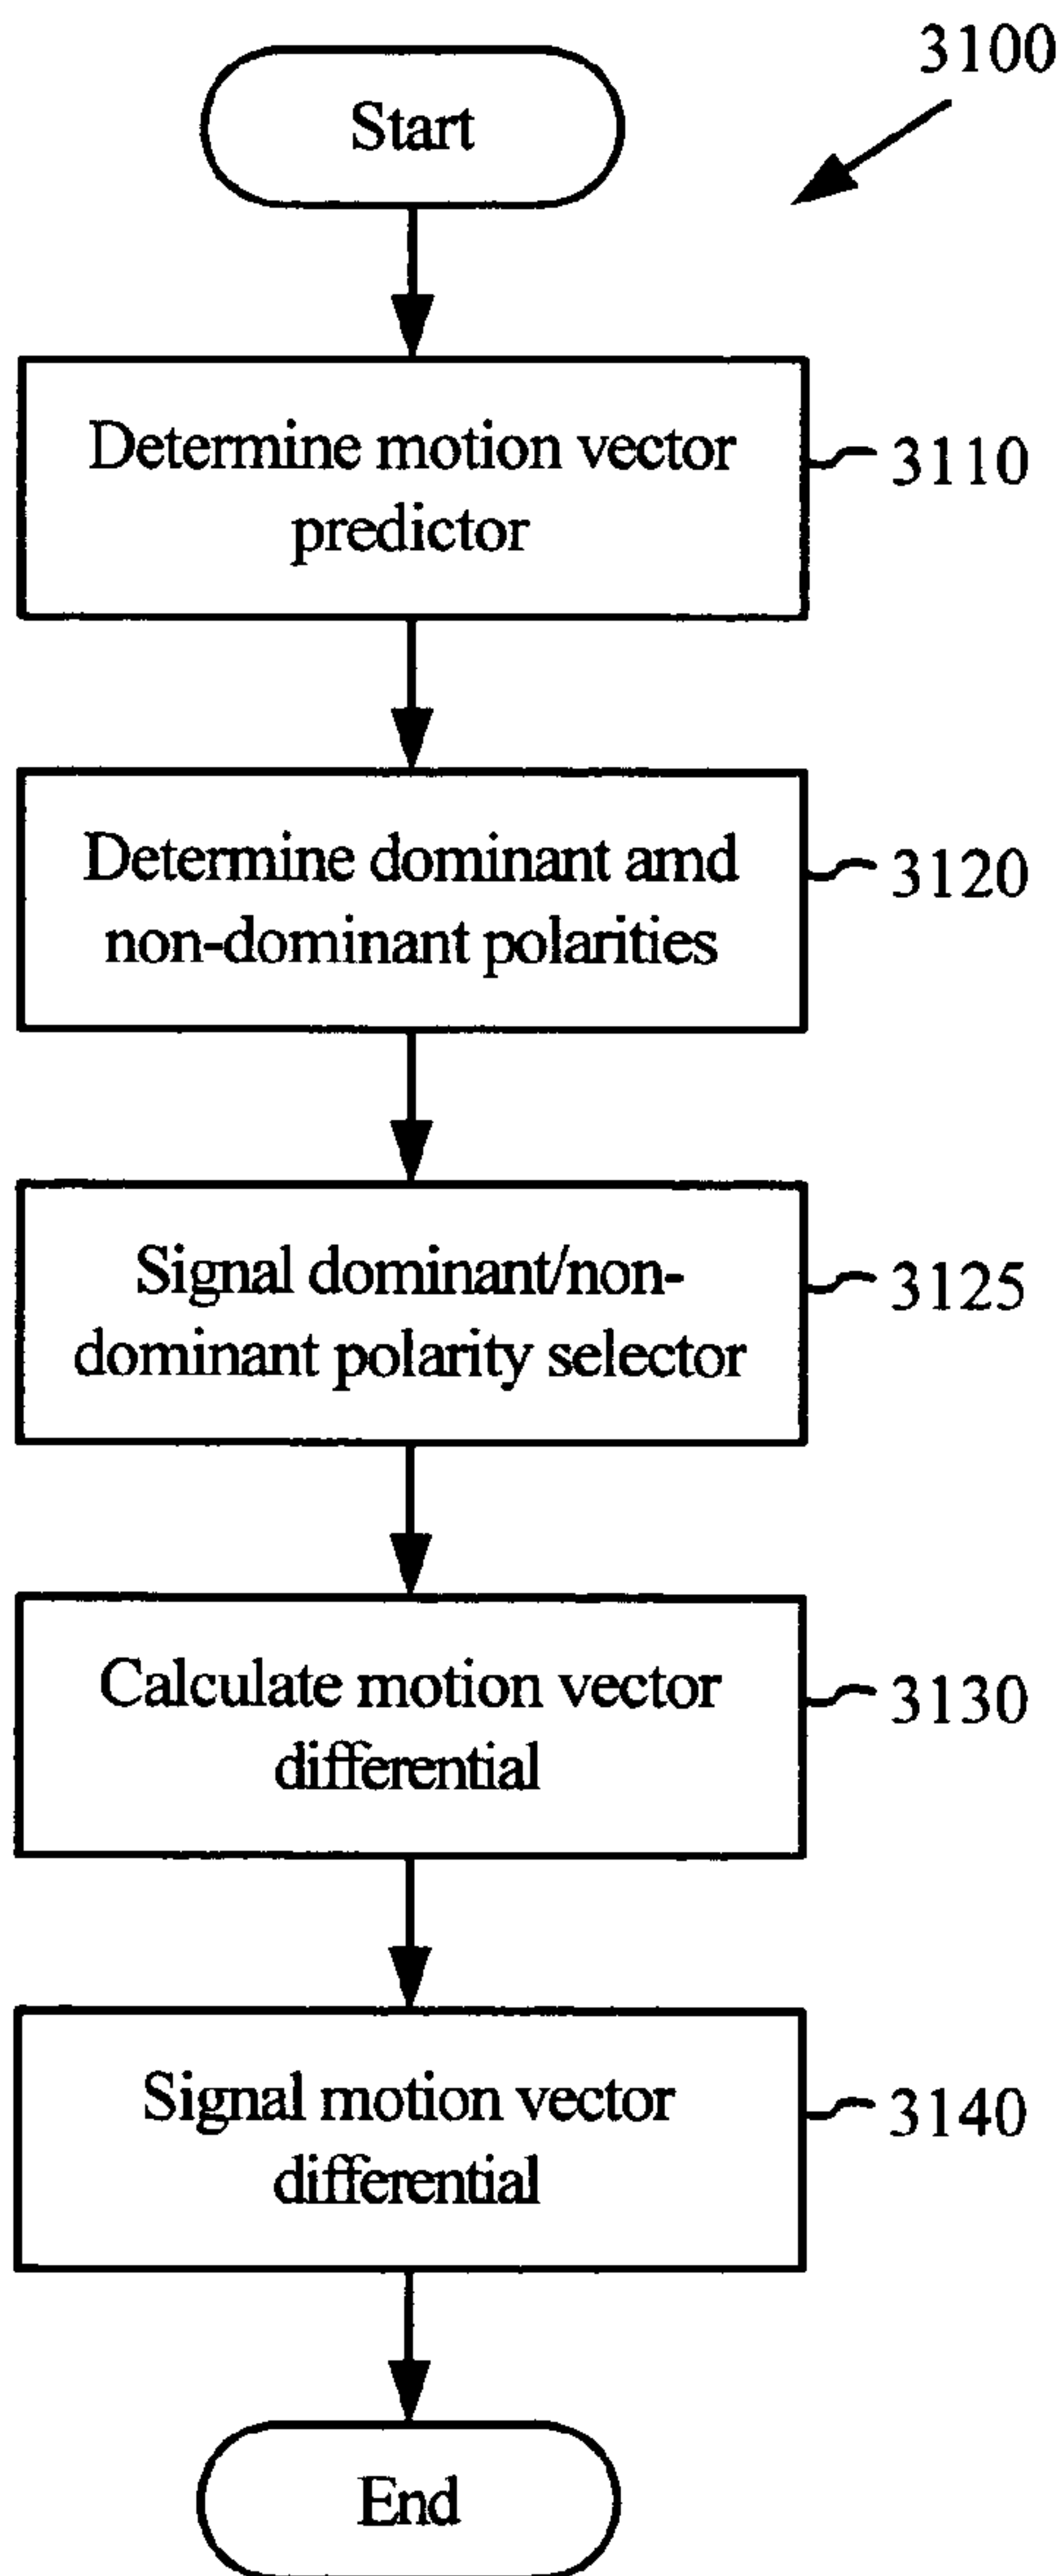 3100
Start
Determine motion vector
predictor
3110
Determine dominant amd
non-dominant polarities
3120
Signal dominant/non-
dominant polarity selector
3125
Calculate motion vector
differential
3130
Signal motion vector
differential
3140
End